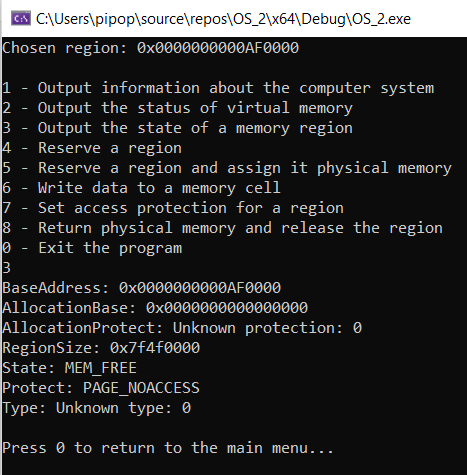 C:\Users\pipop\source\repos\OS_2\x64\Debug\OS_2.exe
Chosen region: 0x0000000000AF0000
1 - Output information about the computer system
2 - Output the status of virtual memory
3 - Output the state of a memory region
4 - Reserve a region
5 - Reserve a region and assign it physical memory
6 - Write data to a memory cell
7 - Set access protection for a region
8 - Return physical memory and release the region
0 - Exit the program
3
BaseAddress: 0x0000000000AF0000
AllocationBase: 0x0000000000000000
AllocationProtect: Unknown protection: 0
RegionSize: 0x7f4f0000
State: MEM_FREE
Protect: PAGE_NOACCESS
Type: Unknown type: 0
Press 0 to return to the main menu...